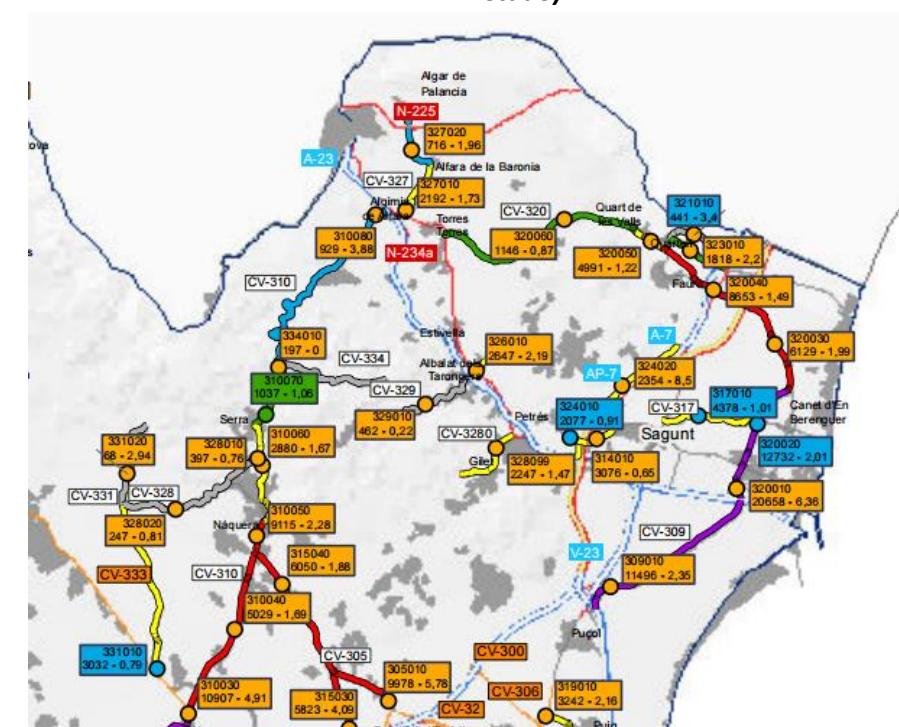 Algar de
Palancia
N-225
327020
716 - 1,96
A-23
Alfara de la Baronia
CV-327
327010
2192 - 1,73
Algimia
CV-320
Quart de
les Valls
321010
441 - 3,4
Torres
Torres
310080
929 - 3,88
N-234a
320060
1146 - 0,87
320050
4991 - 1,22
323010
1818 - 2,2
CV-310
320040
8653 - 1,49
334010
197 - 0
Estivella
326010
2647 - 2,19
A-7
320030
6129 - 1,99
CV-334
Albalat dels
Tarongers
AP-7
324020
2354 - 8,5
310070
1037 - 1,06
CV-329
317010
4378 - 1,01
Serra
329010
462 - 0,22
Petrés
324010
2077 - 0,91
CV-317
Canet d'En
Berenguer
Sagunt
331020
68 - 2,94
328010
397 - 0,76
310060
2880 - 1,67
CV-3280
Gilet
328099
2247 - 1,47
314010
3076 - 0,65
320020
12732 - 2,01
CV-331
CV-328
320010
20658 - 6,36
328020
247 - 0,81
Náquera
310050
9115 - 2,28
CV-309
315040
6050 - 1,88
V-23
309010
11496 - 2,35
CV-333
CV-310
310040
5029 - 1,69
Puçol
331010
3032 - 0,79
CV-305
CV-300
305010
9978 - 5,78
310030
10907 - 4,91
315030
5823 - 4,09
CV-32
CV-306
319010
3242 - 2,16
Puig